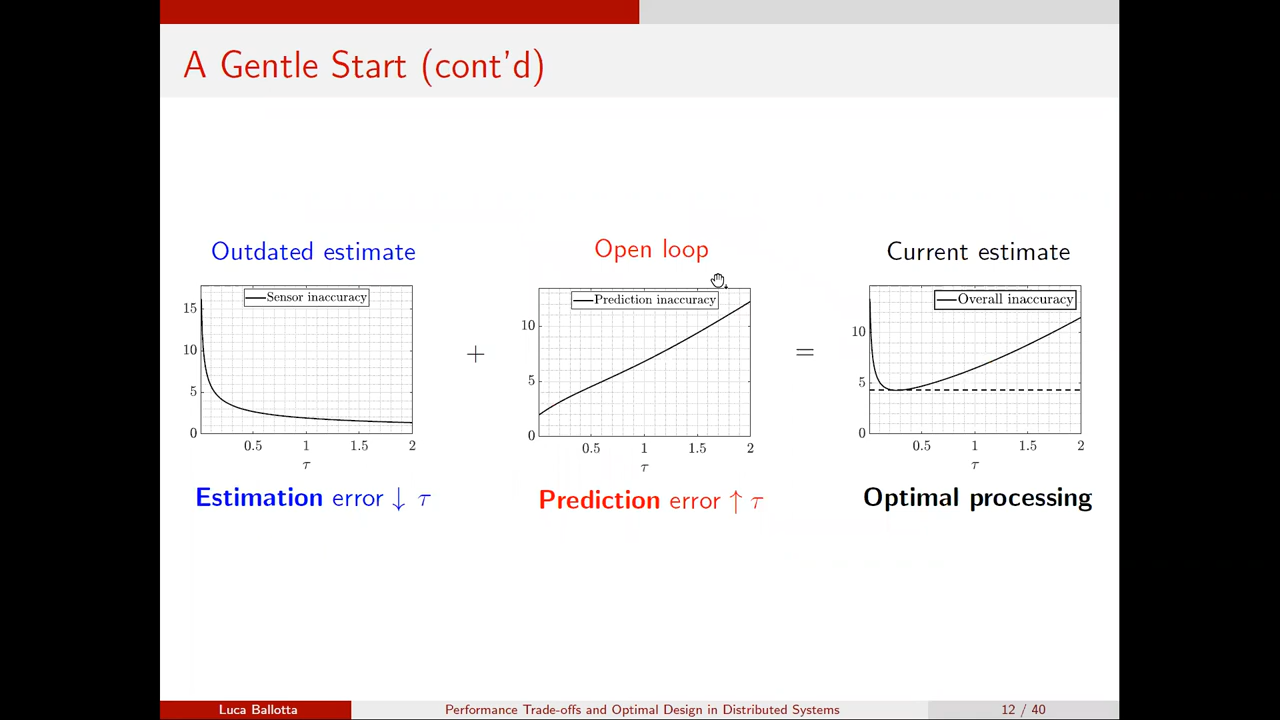 A Gentle Start (cont'd)
Outdated estimate
Open loop
Current estimate
Sensor inaccuracy
15
10
5
0
0.5 1 1.5 2
τ
+
Prediction inaccuracy
10
5
0
0.5 1 1.5 2
τ
=
Overall inaccuracy
10
5
0
0.5 1 1.5 2
τ
Estimation error ↓ τ
Prediction error ↑ τ
Optimal processing
Luca Ballotta
Performance Trade-offs and Optimal Design in Distributed Systems
12 / 40